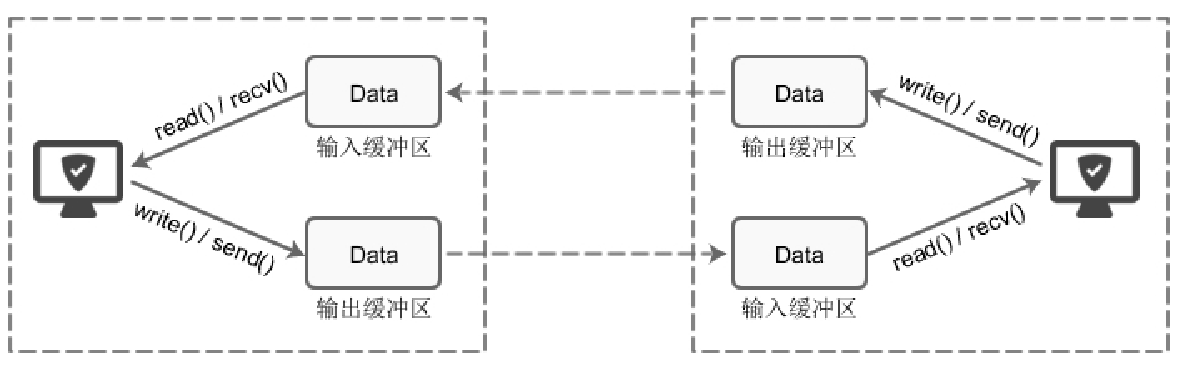 read() / recv()
Data
输入缓冲区
write() / send()
Data
输出缓冲区
Data
输出缓冲区
write() / send()
Data
输入缓冲区
read() / recv()